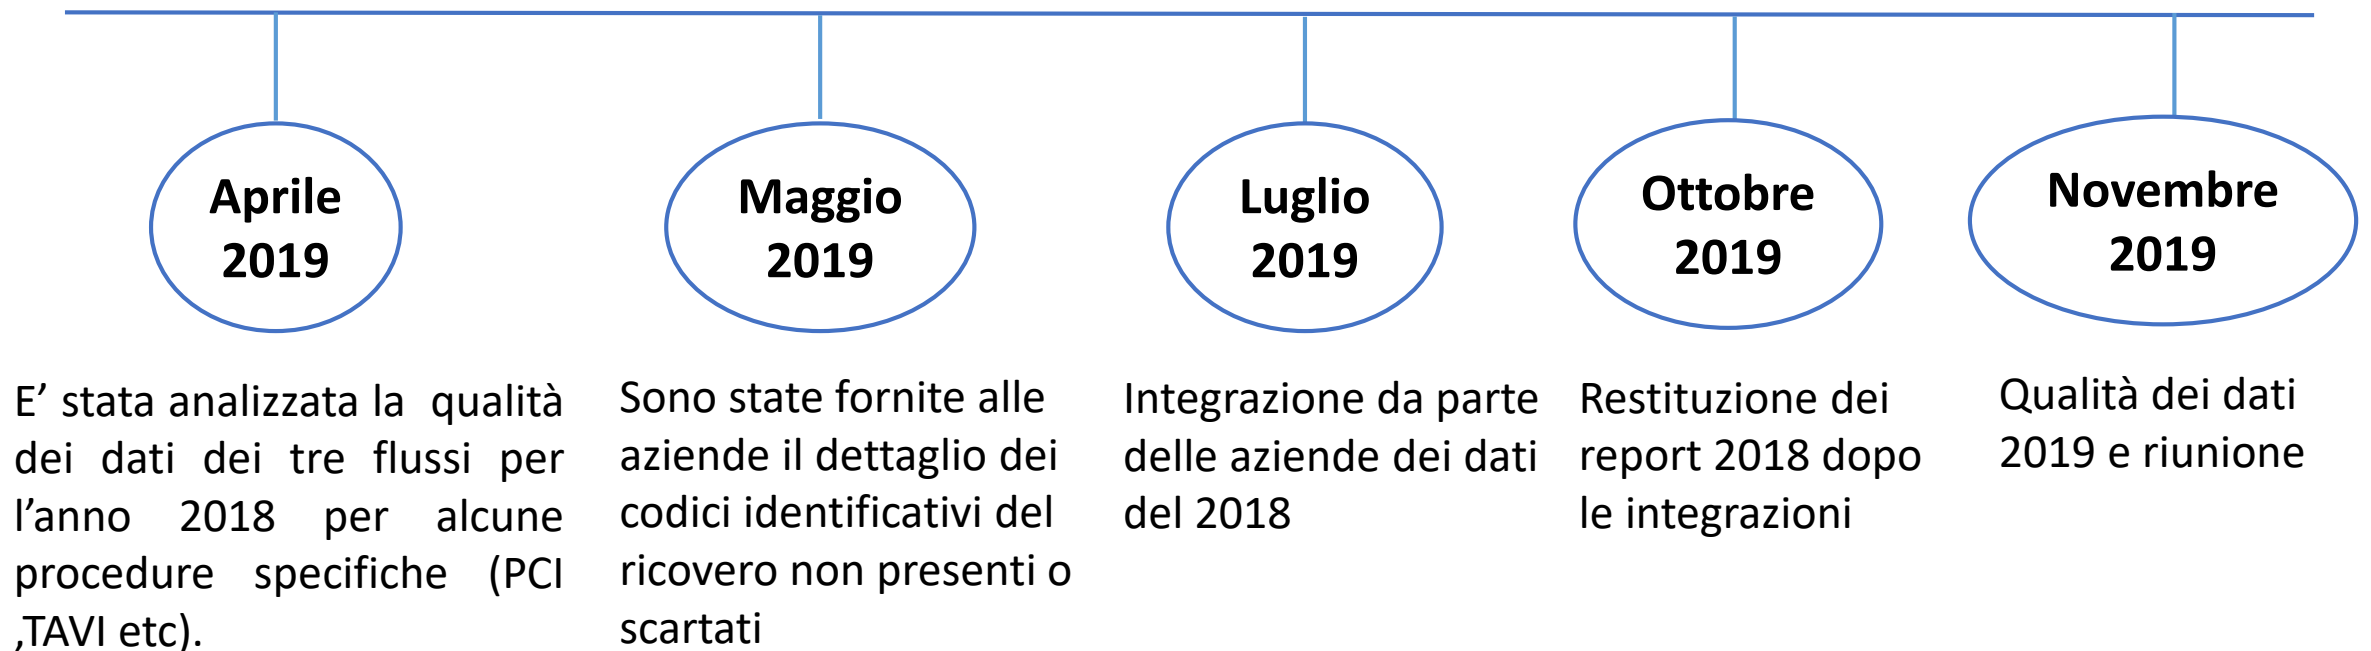 Aprile
2019
Maggio
2019
Luglio
2019
Ottobre
2019
Novembre
2019
E’ stata analizzata la qualità
dei dati dei tre flussi per
l’anno 2018 per alcune
procedure specifiche (PCI
,TAVI etc).
Sono state fornite alle
aziende il dettaglio dei
codici identificativi del
ricovero non presenti o
scartati
Integrazione da parte
delle aziende dei dati
del 2018
Restituzione dei
report 2018 dopo
le integrazioni
Qualità dei dati
2019 e riunione